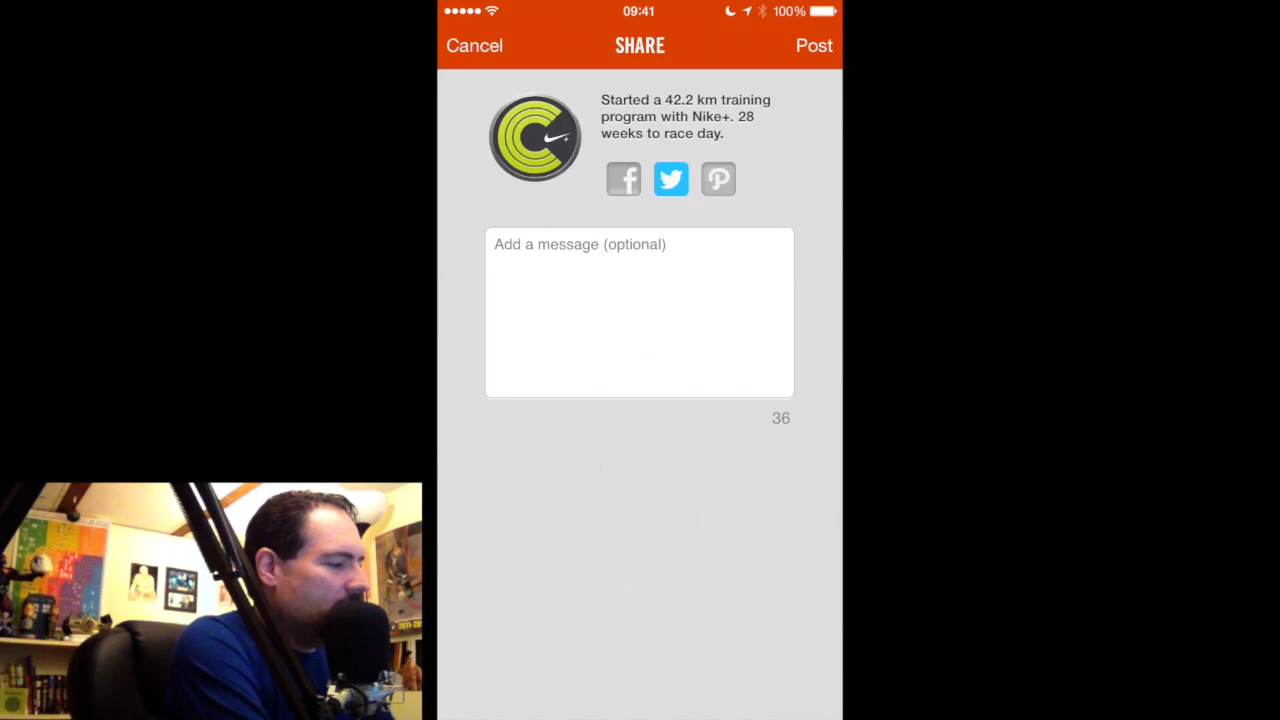 09:41
100%
Cancel
SHARE
Post
Started a 42.2 km training
program with Nike+. 28
weeks to race day.
Add a message (optional)
36